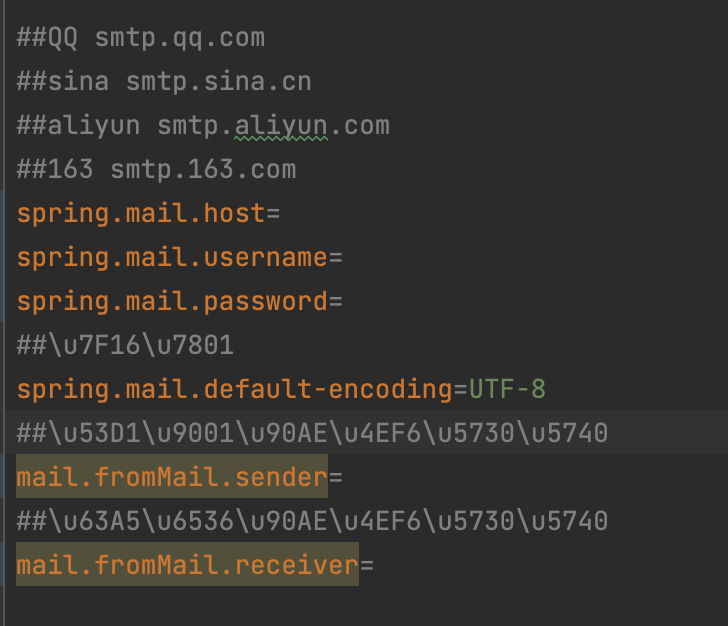 ##QQ smtp.qq.com
##sina smtp.sina.cn
##aliyun smtp.aliyun.com
##163 smtp.163.com
spring.mail.host=
spring.mail.username=
spring.mail.password=
##\u7F16\u7801
spring.mail.default-encoding=UTF-8
##\u53D1\u9001\u90AE\u4EF6\u5730\u5740
mail.fromMail.sender=
##\u63A5\u6536\u90AE\u4EF6\u5730\u5740
mail.fromMail.receiver=